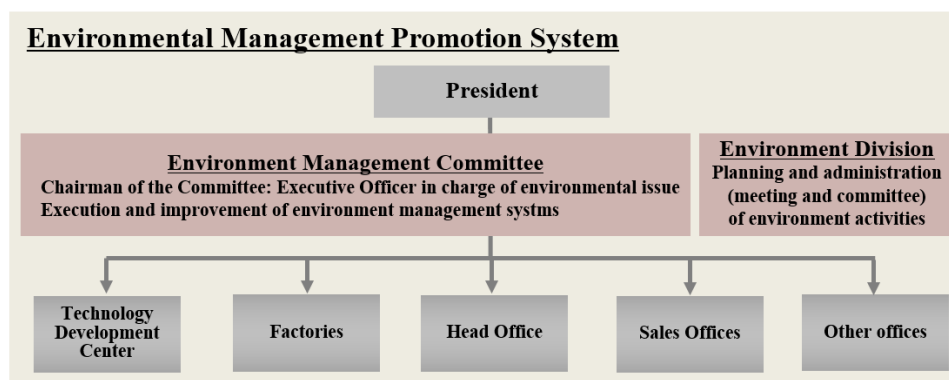 Environmental Management Promotion System
President
Environment Management Committee
Chairman of the Committee: Executive Officer in charge of environmental issue
Execution and improvement of environment management systms
Environment Division
Planning and administration
(meeting and committee)
of environment activities
Technology
Development
Center
Factories
Head Office
Sales Offices
Other offices